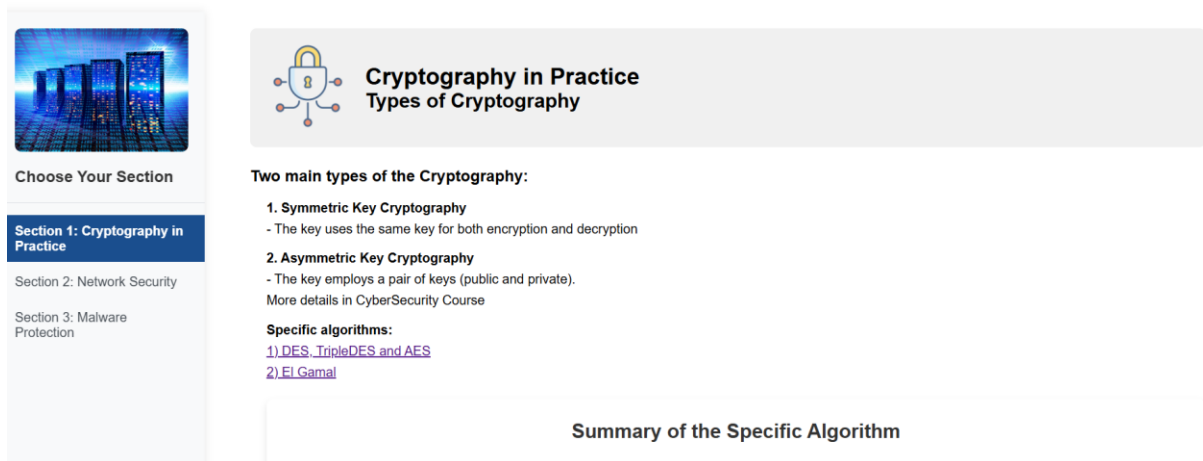 Choose Your Section
Section 1: Cryptography in
Practice
Section 2: Network Security
Section 3: Malware
Protection
Cryptography in Practice
Types of Cryptography
Two main types of the Cryptography:
1. Symmetric Key Cryptography
- The key uses the same key for both encryption and decryption
2. Asymmetric Key Cryptography
- The key employs a pair of keys (public and private).
More details in CyberSecurity Course
Specific algorithms:
1) DES, TripleDES and AES
2) El Gamal
Summary of the Specific Algorithm